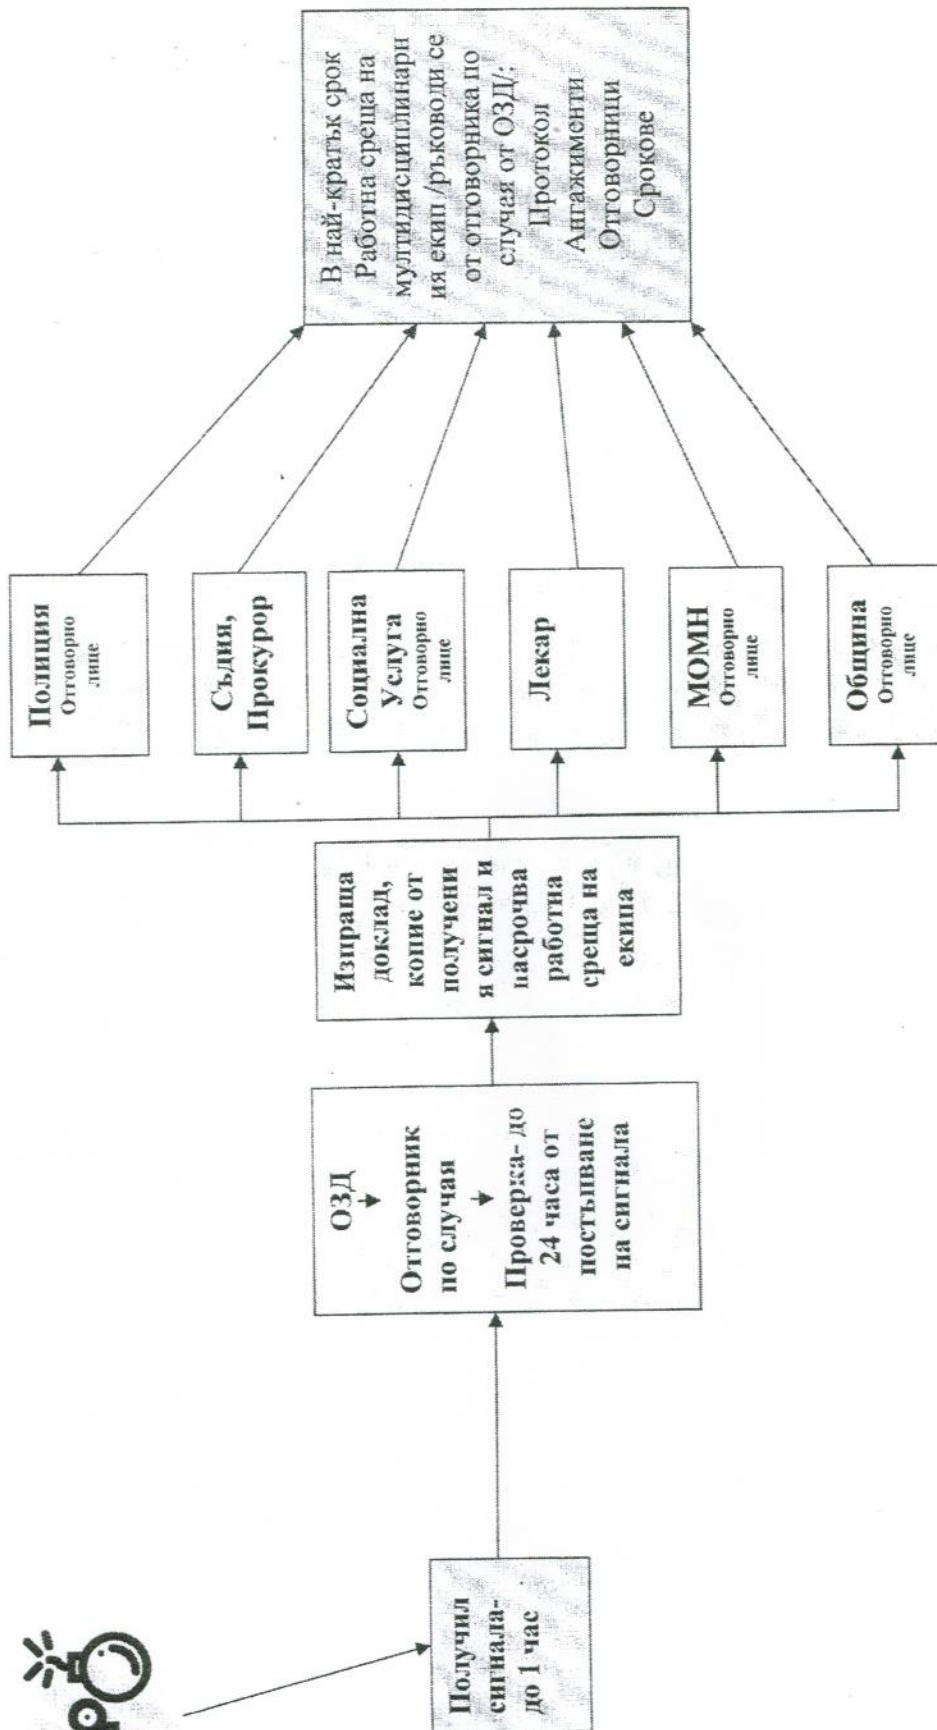 Получил
сигнала-
до 1 час
ОЗД
Отговорник
по случая
Проверка- до
24 часа от
постъпване
на сигнала
Изпраща
доклад,
копие от
получени
я сигнал и
насрочва
работна
среща на
екипа
Полиция
Отговорно
лице
Съдия,
Прокурор
Социална
Услуга
Отговорно
лице
Лекар
МОМН
Отговорно
лице
Община
Отговорно
лице
В най-кратък срок
Работна среща на
мултидисциплинарн
ия екип /ръководи се
от отговорника по
случая от ОЗД/:
Протокол
Ангажименти
Отговорници
Срокове